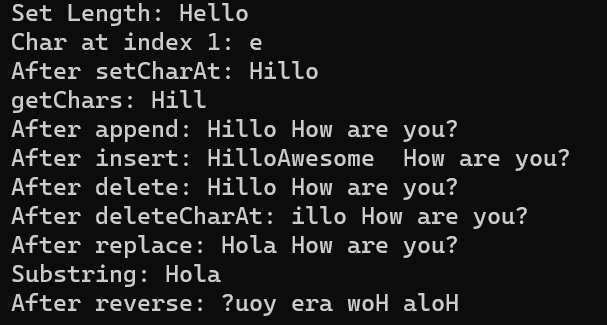 Set Length: Hello
Char at index 1: e
After setCharAt: Hillo
getChars: Hill
After append: Hillo How are you?
After insert: HilloAwesome  How are you?
After delete: Hillo How are you?
After deleteCharAt: illo How are you?
After replace: Hola How are you?
Substring: Hola
After reverse: ?uoy era woH aloH